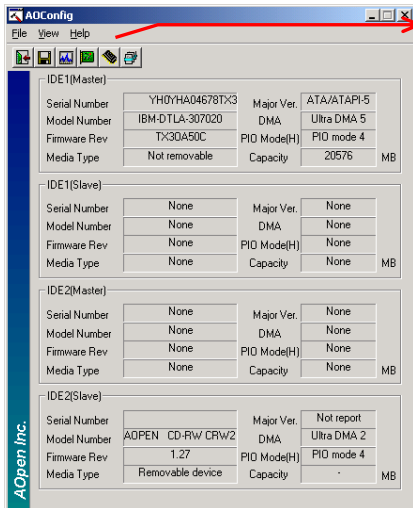 AOConfig
File View Help
IDE1(Master)
Serial Number YH0YHA04678TX3 Major Ver. ATA/ATAPI-5
Model Number IBM-DTLA-307020 DMA Ultra DMA 5
Firmware Rev TX3OA50C PIO Mode(H) PIO mode 4
Media Type Not removable Capacity 20576 MB
IDE1(Slave)
Serial Number None Major Ver. None
Model Number None DMA None
Firmware Rev None PIO Mode(H) None
Media Type None Capacity None MB
IDE2(Master)
Serial Number None Major Ver. None
Model Number None DMA None
Firmware Rev None PIO Mode(H) None
Media Type None Capacity None MB
IDE2(Slave)
Serial Number Major Ver. Not report
Model Number AOPEN CD-RW CRW2 DMA Ultra DMA 2
Firmware Rev 1.27 PIO Mode(H) PIO mode 4
Media Type Removable device Capacity - MB
AOpen Inc.